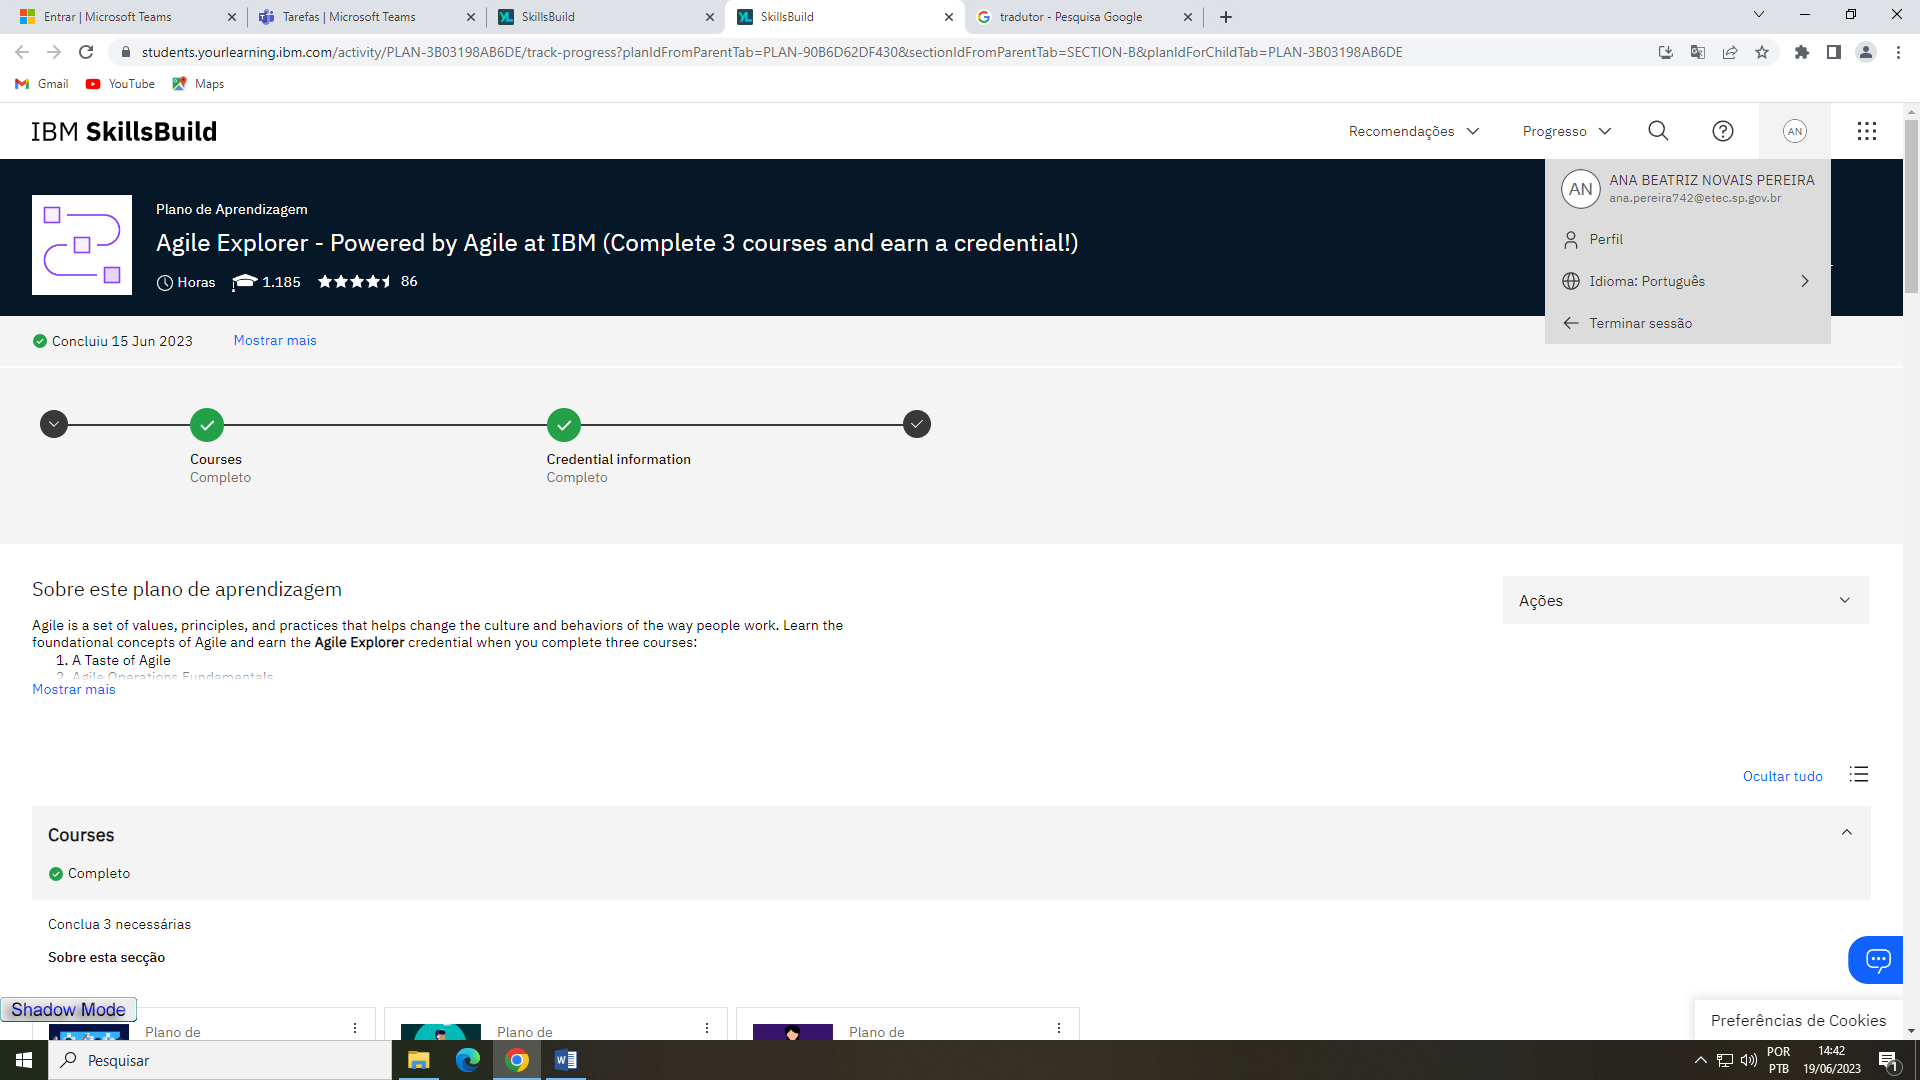 Entrar | Microsoft Teams
Tarefas | Microsoft Teams
SkillsBuild
SkillsBuild
tradutor - Pesquisa Google
students.yourlearning.ibm.com/activity/PLAN-3B03198AB6DE/track-progress?planIdFromParentTab=PLAN-90B6D62DF430&sectionIdFromParentTab=SECTION-B&planIdForChildTab=PLAN-3B03198AB6DE
Gmail
YouTube
Maps
IBM SkillsBuild
Recomendações
Progresso
AN
AN
ANA BEATRIZ NOVAIS PEREIRA
ana.pereira742@etec.sp.gov.br
Perfil
Idioma: Português
Terminar sessão
Plano de Aprendizagem
Agile Explorer - Powered by Agile at IBM (Complete 3 courses and earn a credential!)
Horas
1.185
86
Concluiu 15 Jun 2023
Mostrar mais
Courses
Completo
Credential information
Completo
Sobre este plano de aprendizagem
Agile is a set of values, principles, and practices that helps change the culture and behaviors of the way people work. Learn the
foundational concepts of Agile and earn the Agile Explorer credential when you complete three courses:
1. A Taste of Agile
2. Agile Operations Fundamentals
Mostrar mais
Ações
Ocultar tudo
Courses
Completo
Conclua 3 necessárias
Sobre esta secção
Shadow Mode
Plano de
Plano de
Plano de
Preferências de Cookies
Pesquisar
POR
PTB
14:42
19/06/2023
1